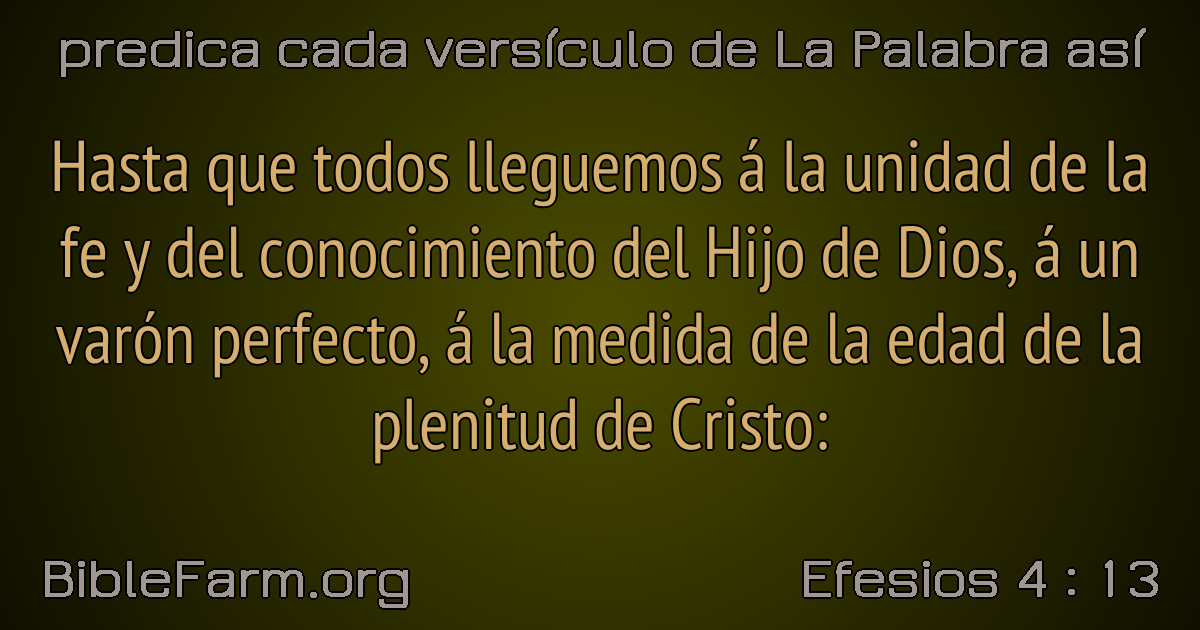 predica cada versículo de La Palabra así
Hasta que todos lleguemos á la unidad de la
fe y del conocimiento del Hijo de Dios, á un
varón perfecto, á la medida de la edad de la
plenitud de Cristo:
BibleFarm.org
Efesios 4 : 13